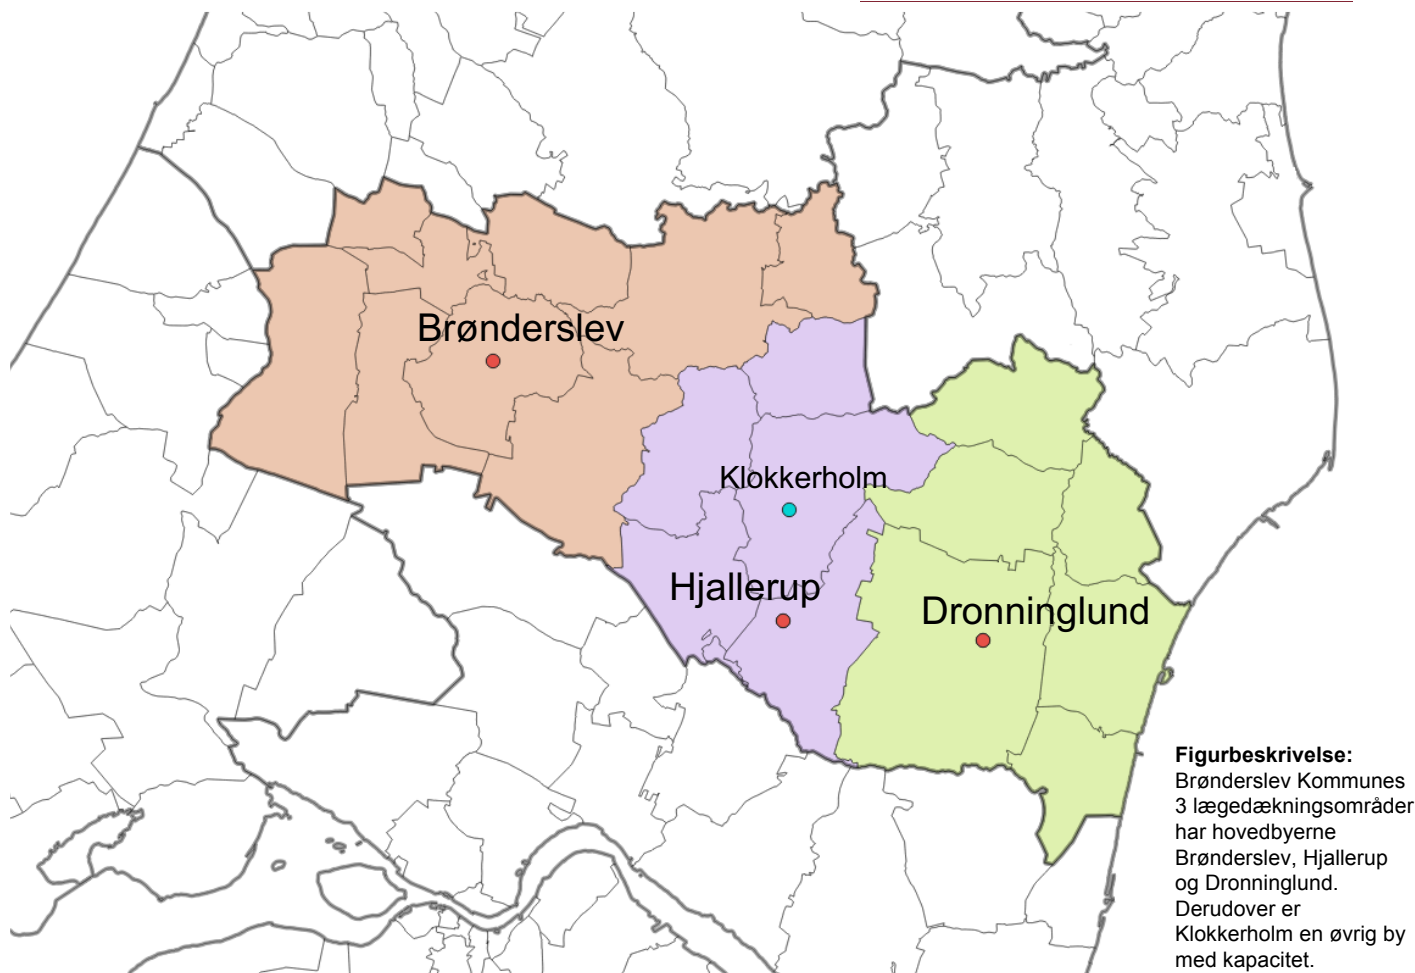 Brønderslev
Klokkerholm
Hjallerup
Dronninglund
Figurbeskrivelse:
Brønderslev Kommunes
3 lægedækningsområder
har hovedbyerne
Brønderslev, Hjallerup
og Dronninglund.
Derudover er
Klokkerholm en øvrig by
med kapacitet.